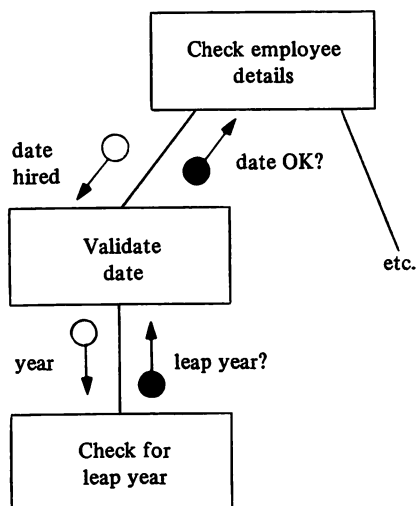 Check employee
details
date
hired
date OK?
Validate
date
etc.
year
leap year?
Check for
leap year